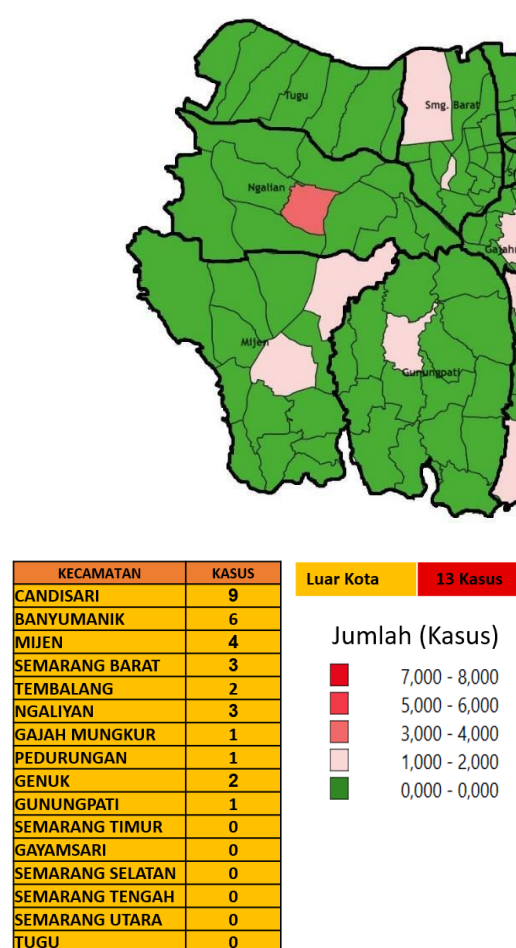 Tugu
Smg. Barat
Ngalian
Mijen
Gunungpati
KECAMATAN KASUS
CANDISARI 9
BANYUMANIK 6
MIJEN 4
SEMARANG BARAT 3
TEMBALANG 2
NGALIYAN 3
GAJAH MUNGKUR 1
PEDURUNGAN 1
GENUK 2
GUNUNGPATI 1
SEMARANG TIMUR 0
GAYAMSARI 0
SEMARANG SELATAN 0
SEMARANG TENGAH 0
SEMARANG UTARA 0
TUGU 0
Luar Kota 13 Kasus
Jumlah (Kasus)
7,000 - 8,000
5,000 - 6,000
3,000 - 4,000
1,000 - 2,000
0,000 - 0,000